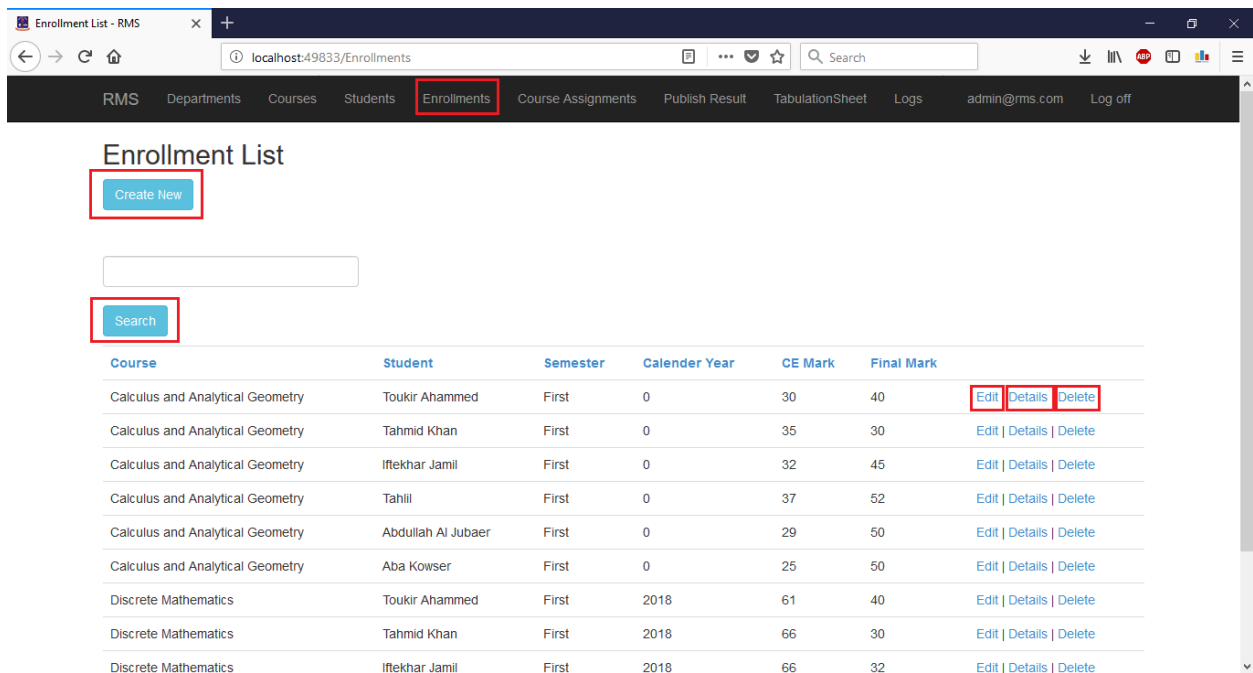 Enrollment List - RMS
localhost:49833/Enrollments
Search
ABP
RMS Departments Courses Students Enrollments Course Assignments Publish Result TabulationSheet Logs admin@rms.com Log off
Enrollment List
Create New
Search
Course Student Semester Calender Year CE Mark Final Mark
Calculus and Analytical Geometry Toukir Ahammed First 0 30 40 Edit Details Delete
Calculus and Analytical Geometry Tahmid Khan First 0 35 30 Edit | Details | Delete
Calculus and Analytical Geometry Iftekhar Jamil First 0 32 45 Edit | Details | Delete
Calculus and Analytical Geometry Tahlil First 0 37 52 Edit | Details | Delete
Calculus and Analytical Geometry Abdullah Al Jubaer First 0 29 50 Edit | Details | Delete
Calculus and Analytical Geometry Aba Kowser First 0 25 50 Edit | Details | Delete
Discrete Mathematics Toukir Ahammed First 2018 61 40 Edit | Details | Delete
Discrete Mathematics Tahmid Khan First 2018 66 30 Edit | Details | Delete
Discrete Mathematics Iftekhar Jamil First 2018 66 32 Edit | Details | Delete